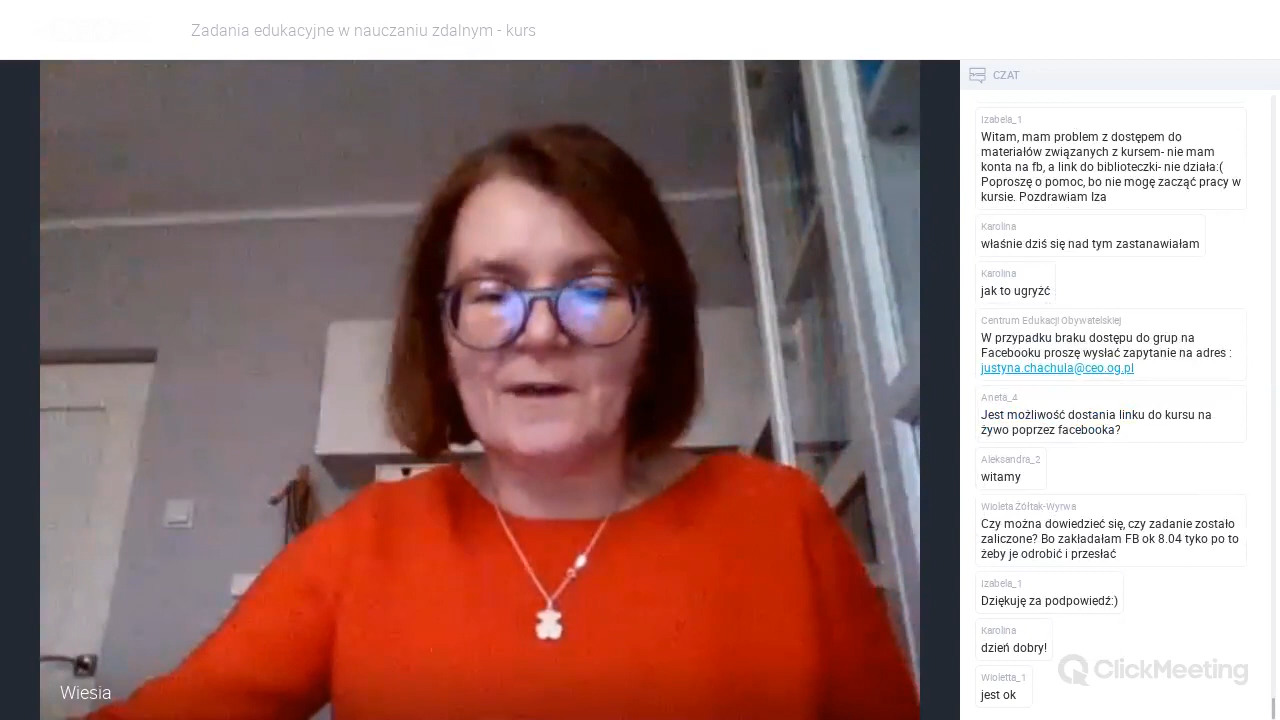 Zadania edukacyjne w nauczaniu zdalnym - kurs
CZAT
Izabela_1
Witam, mam problem z dostępem do
materiałów związanych z kursem- nie mam
konta na fb, a link do biblioteczki- nie działa:(
Poproszę o pomoc, bo nie mogę zacząć pracy w
kursie. Pozdrawiam Iza
Karolina
właśnie dziś się nad tym zastanawiałam
Karolina
jak to ugryźć
Centrum Edukacji Obywatelskiej
W przypadku braku dostępu do grup na
Facebooku proszę wysłać zapytanie na adres :
justyna.chachula@ceo.og.pl
Aneta_4
Jest możliwość dostania linku do kursu na
żywo poprzez facebooka?
Aleksandra_2
witamy
Wioleta Żółtak-Wyrwa
Czy można dowiedzieć się, czy zadanie zostało
zaliczone? Bo zakładałam FB ok 8.04 tyko po to
żeby je odrobić i przesłać
Izabela_1
Dziękuję za podpowiedź:)
Karolina
dzień dobry!
Wioletta_1
jest ok
ClickMeeting
Wiesia